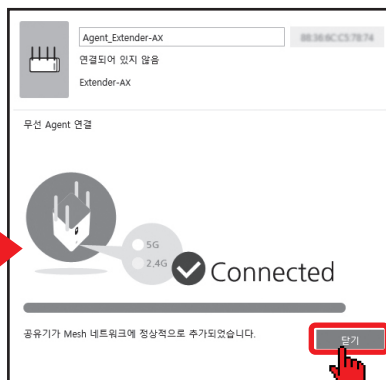 Agent_Extender-AX
연결되어 있지 않음
Extender-AX
무선 Agent 연결
5G
2.4G
Connected
공유기가 Mesh 네트워크에 정상적으로 추가되었습니다.
닫기